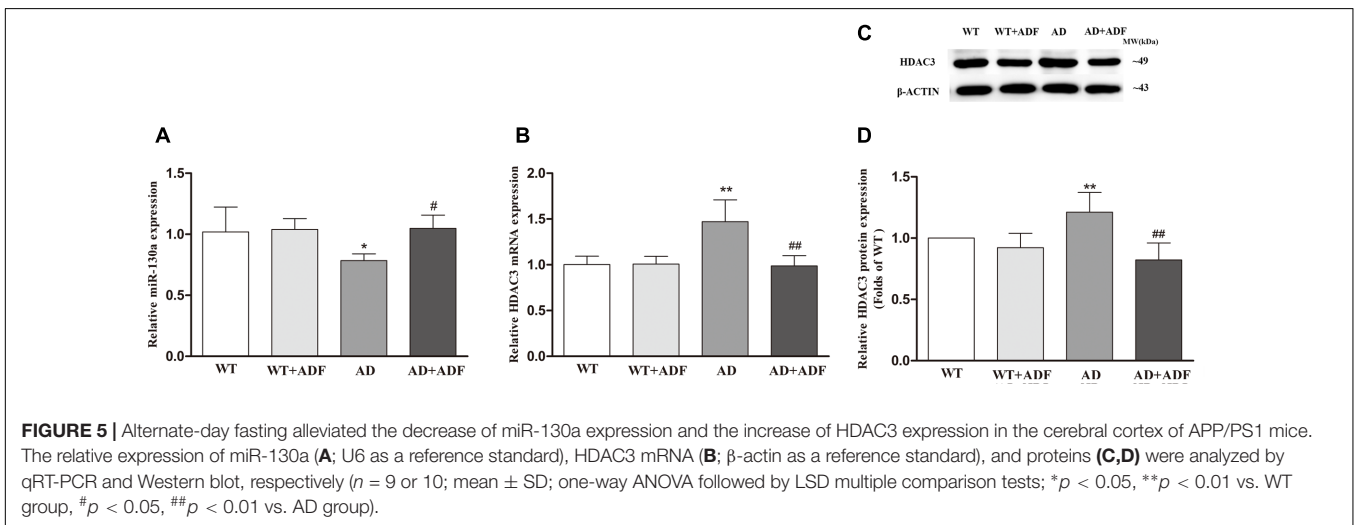 C
WT WT+ADF AD AD+ADF
MW(kDa)
HDAC3 ~49
β-ACTIN ~43
A
Relative miR-130a expression
1.5
1.0
0.5
0.0
*
#
WT WT+ADF AD AD+ADF
B
Relative HDAC3 mRNA expression
2.0
1.5
1.0
0.5
0.0
**
##
WT WT+ADF AD AD+ADF
D
Relative HDAC3 protein expression
(Folds of WT )
1.5
1.0
0.5
0.0
**
##
WT WT+ADF AD AD+ADF
FIGURE 5 | Alternate-day fasting alleviated the decrease of miR-130a expression and the increase of HDAC3 expression in the cerebral cortex of APP/PS1 mice.
The relative expression of miR-130a (A; U6 as a reference standard), HDAC3 mRNA (B; β-actin as a reference standard), and proteins (C,D) were analyzed by
qRT-PCR and Western blot, respectively (n = 9 or 10; mean ± SD; one-way ANOVA followed by LSD multiple comparison tests; *p < 0.05, **p < 0.01 vs. WT
group, #p < 0.05, ##p < 0.01 vs. AD group).